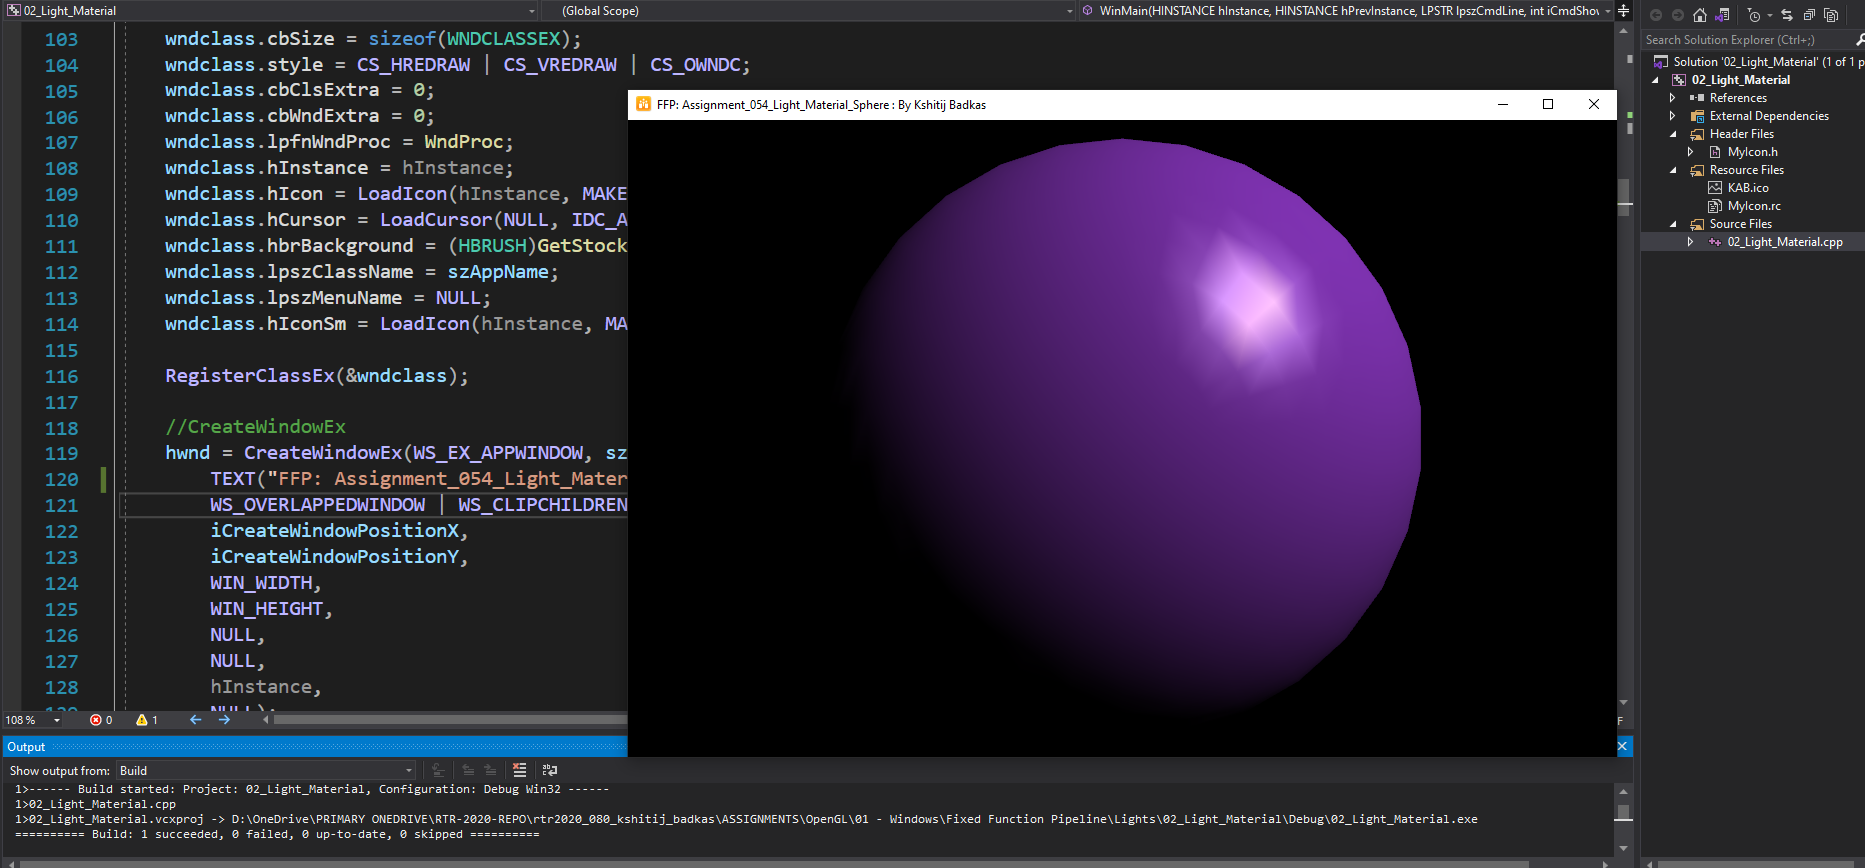 02_Light_Material
(Global Scope)
WinMain(HINSTANCE hInstance, HINSTANCE hPrevInstance, LPSTR lpszCmdLine, int iCmdShow
103 wndclass.cbSize = sizeof(WNDCLASSEX);
104 wndclass.style = CS_HREDRAW | CS_VREDRAW | CS_OWNDC;
105 wndclass.cbClsExtra = 0;
106 wndclass.cbWndExtra = 0;
107 wndclass.lpfnWndProc = WndProc;
108 wndclass.hInstance = hInstance;
109 wndclass.hIcon = LoadIcon(hInstance, MAKE
110 wndclass.hCursor = LoadCursor(NULL, IDC_A
111 wndclass.hbrBackground = (HBRUSH)GetStock
112 wndclass.lpszClassName = szAppName;
113 wndclass.lpszMenuName = NULL;
114 wndclass.hIconSm = LoadIcon(hInstance, MA
115
116 RegisterClassEx(&wndclass);
117
118 //CreateWindowEx
119 hwnd = CreateWindowEx(WS_EX_APPWINDOW, sz
120 TEXT("FFP: Assignment_054_Light_Mater
121 WS_OVERLAPPEDWINDOW | WS_CLIPCHILDREN
122 iCreateWindowPositionX,
123 iCreateWindowPositionY,
124 WIN_WIDTH,
125 WIN_HEIGHT,
126 NULL,
127 NULL,
128 hInstance,
129 NULL);
108 %
0
1
FFP: Assignment_054_Light_Material_Sphere : By Kshitij Badkas
Search Solution Explorer (Ctrl+;)
Solution '02_Light_Material' (1 of 1 p
02_Light_Material
References
External Dependencies
Header Files
MyIcon.h
Resource Files
KAB.ico
MyIcon.rc
Source Files
02_Light_Material.cpp
Output
Show output from: Build
1>------ Build started: Project: 02_Light_Material, Configuration: Debug Win32 ------
1>02_Light_Material.cpp
1>02_Light_Material.vcxproj -> D:\OneDrive\PRIMARY ONEDRIVE\RTR-2020-REPO\rtr2020_080_kshitij_badkas\ASSIGNMENTS\OpenGL\01 - Windows\Fixed Function Pipeline\Lights\02_Light_Material\Debug\02_Light_Material.exe
========== Build: 1 succeeded, 0 failed, 0 up-to-date, 0 skipped ==========